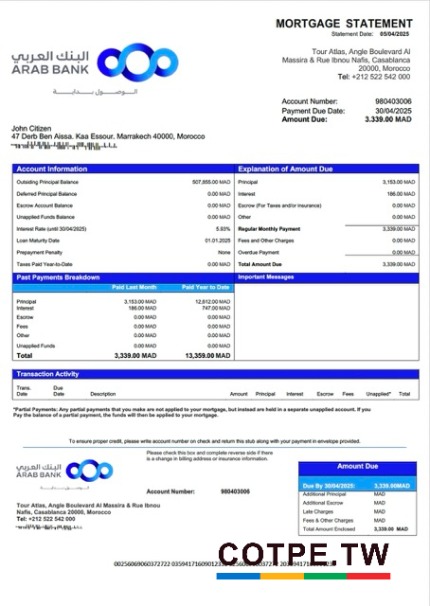 MORTGAGE STATEMENT
Statement Date: 05/04/2025
البنك العربي
ARAB BANK
الوصول بداية
Tour Atlas, Angle Boulevard Al
Massira & Rue Ibnou Nafis, Casablanca
20000, Morocco
Tel: +212 522 542 000
Account Number: 980403006
Payment Due Date: 30/04/2025
Amount Due: 3.339.00 MAD
John Citizen
47 Derb Ben Aissa. Kaa Essour. Marrakech 40000, Morocco
Account Information
Outstanding Principal Balance 507,855.00 MAD
Deferred Principal Balance 0.00 MAD
Escrow Account Balance 0.00 MAD
Unapplied Funds Balance 0.00 MAD
Interest Rate (until 30/04/2025) 5.93%
Loan Maturity Date 01.01.2025
Prepayment Penalty None
Taxes Paid Year-to-Date 0.00 MAD
Explanation of Amount Due
Principal 3,153.00 MAD
Interest 186.00 MAD
Escrow (For Taxes and/or Insurance) 0.00 MAD
Other 0.00 MAD
Regular Monthly Payment 3,339.00 MAD
Fees and Other Charges 0.00 MAD
Overdue Payment 0.00 MAD
Total Amount Due 3,339.00 MAD
Past Payments Breakdown
Paid Last Month Paid Year to Date
Principal 3,153.00 MAD 12,612.00 MAD
Interest 186.00 MAD 747.00 MAD
Escrow 0.00 MAD 0.00 MAD
Fees 0.00 MAD 0.00 MAD
Other 0.00 MAD 0.00 MAD
Unapplied Funds 0.00 MAD 0.00 MAD
Total 3,339.00 MAD 13,359.00 MAD
Important Messages
Transaction Activity
Trans. Date Due Date Description Amount Principal Interest Escrow Fees Unapplied* Total
*Partial Payments: Any partial payments that you make are not applied to your mortgage, but instead are held in a separate unapplied account. If you
Pay the balance of a partial payment, the funds will then be applied to your mortgage.
To ensure proper credit, please write account number on check and return this stub along with your payment in envelope provided.
Please check this box and complete reverse side if there
is a change in billing address or insurance information.
البنك العربي
ARAB BANK
Account Number: 980403006
Tour Atlas, Angle Boulevard Al Massira & Rue Ibnou
Nafis, Casablanca 20000, Morocco
Tel: +212 522 542 000
Amount Due
Due By 30/04/2025: 3,339.00MAD
Additional Principal MAD
Additional Escrow MAD
Late Charges MAD
Fees & Other Charges MAD
Total Amount Enclosed 3,339.00 MAD
COTPE.TW